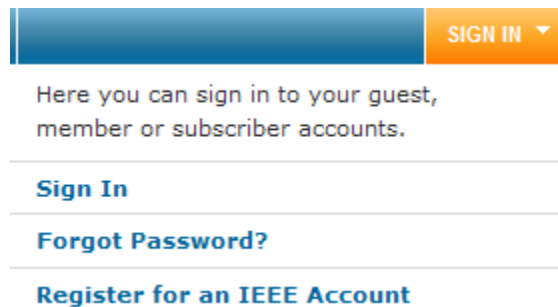 SIGN IN
Here you can sign in to your guest,
member or subscriber accounts.
Sign In
Forgot Password?
Register for an IEEE Account